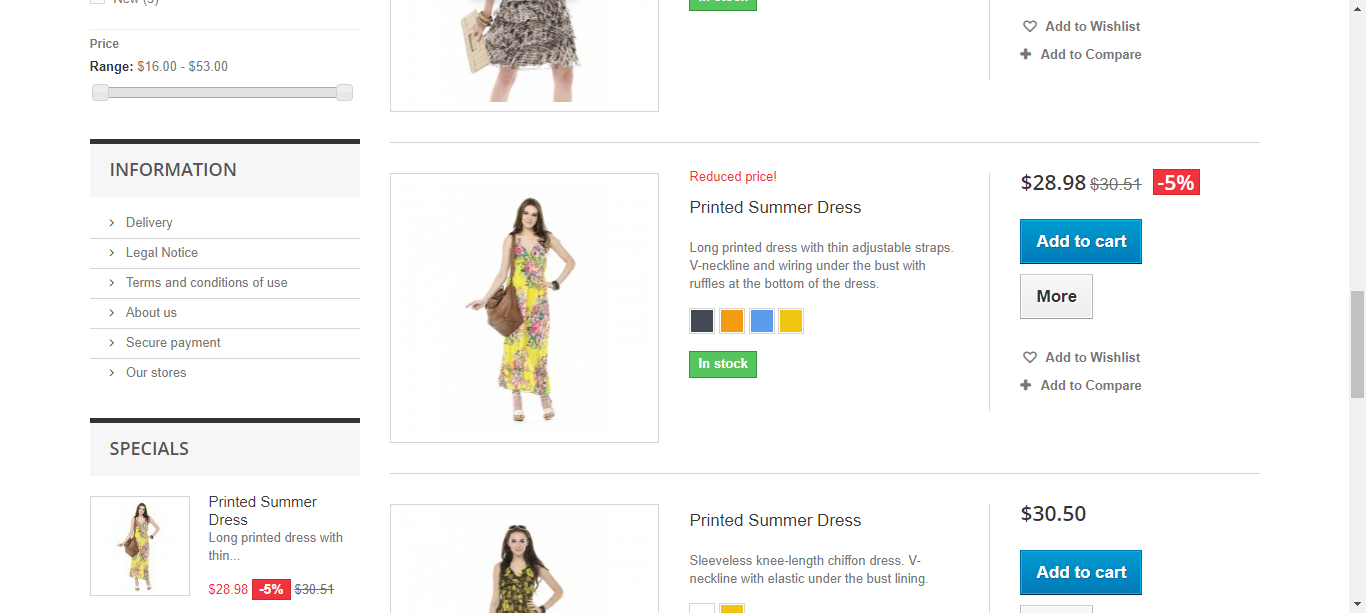 New (5)
Price
Range: $16.00 - $53.00
INFORMATION
Delivery
Legal Notice
Terms and conditions of use
About us
Secure payment
Our stores
SPECIALS
Printed Summer
Dress
Long printed dress with
thin...
$28.98 -5% $30.51
In stock
Add to Wishlist
Add to Compare
Reduced price!
Printed Summer Dress
Long printed dress with thin adjustable straps.
V-neckline and wiring under the bust with
ruffles at the bottom of the dress.
In stock
$28.98 $30.51 -5%
Add to cart
More
Add to Wishlist
Add to Compare
Printed Summer Dress
Sleeveless knee-length chiffon dress. V-
neckline with elastic under the bust lining.
$30.50
Add to cart